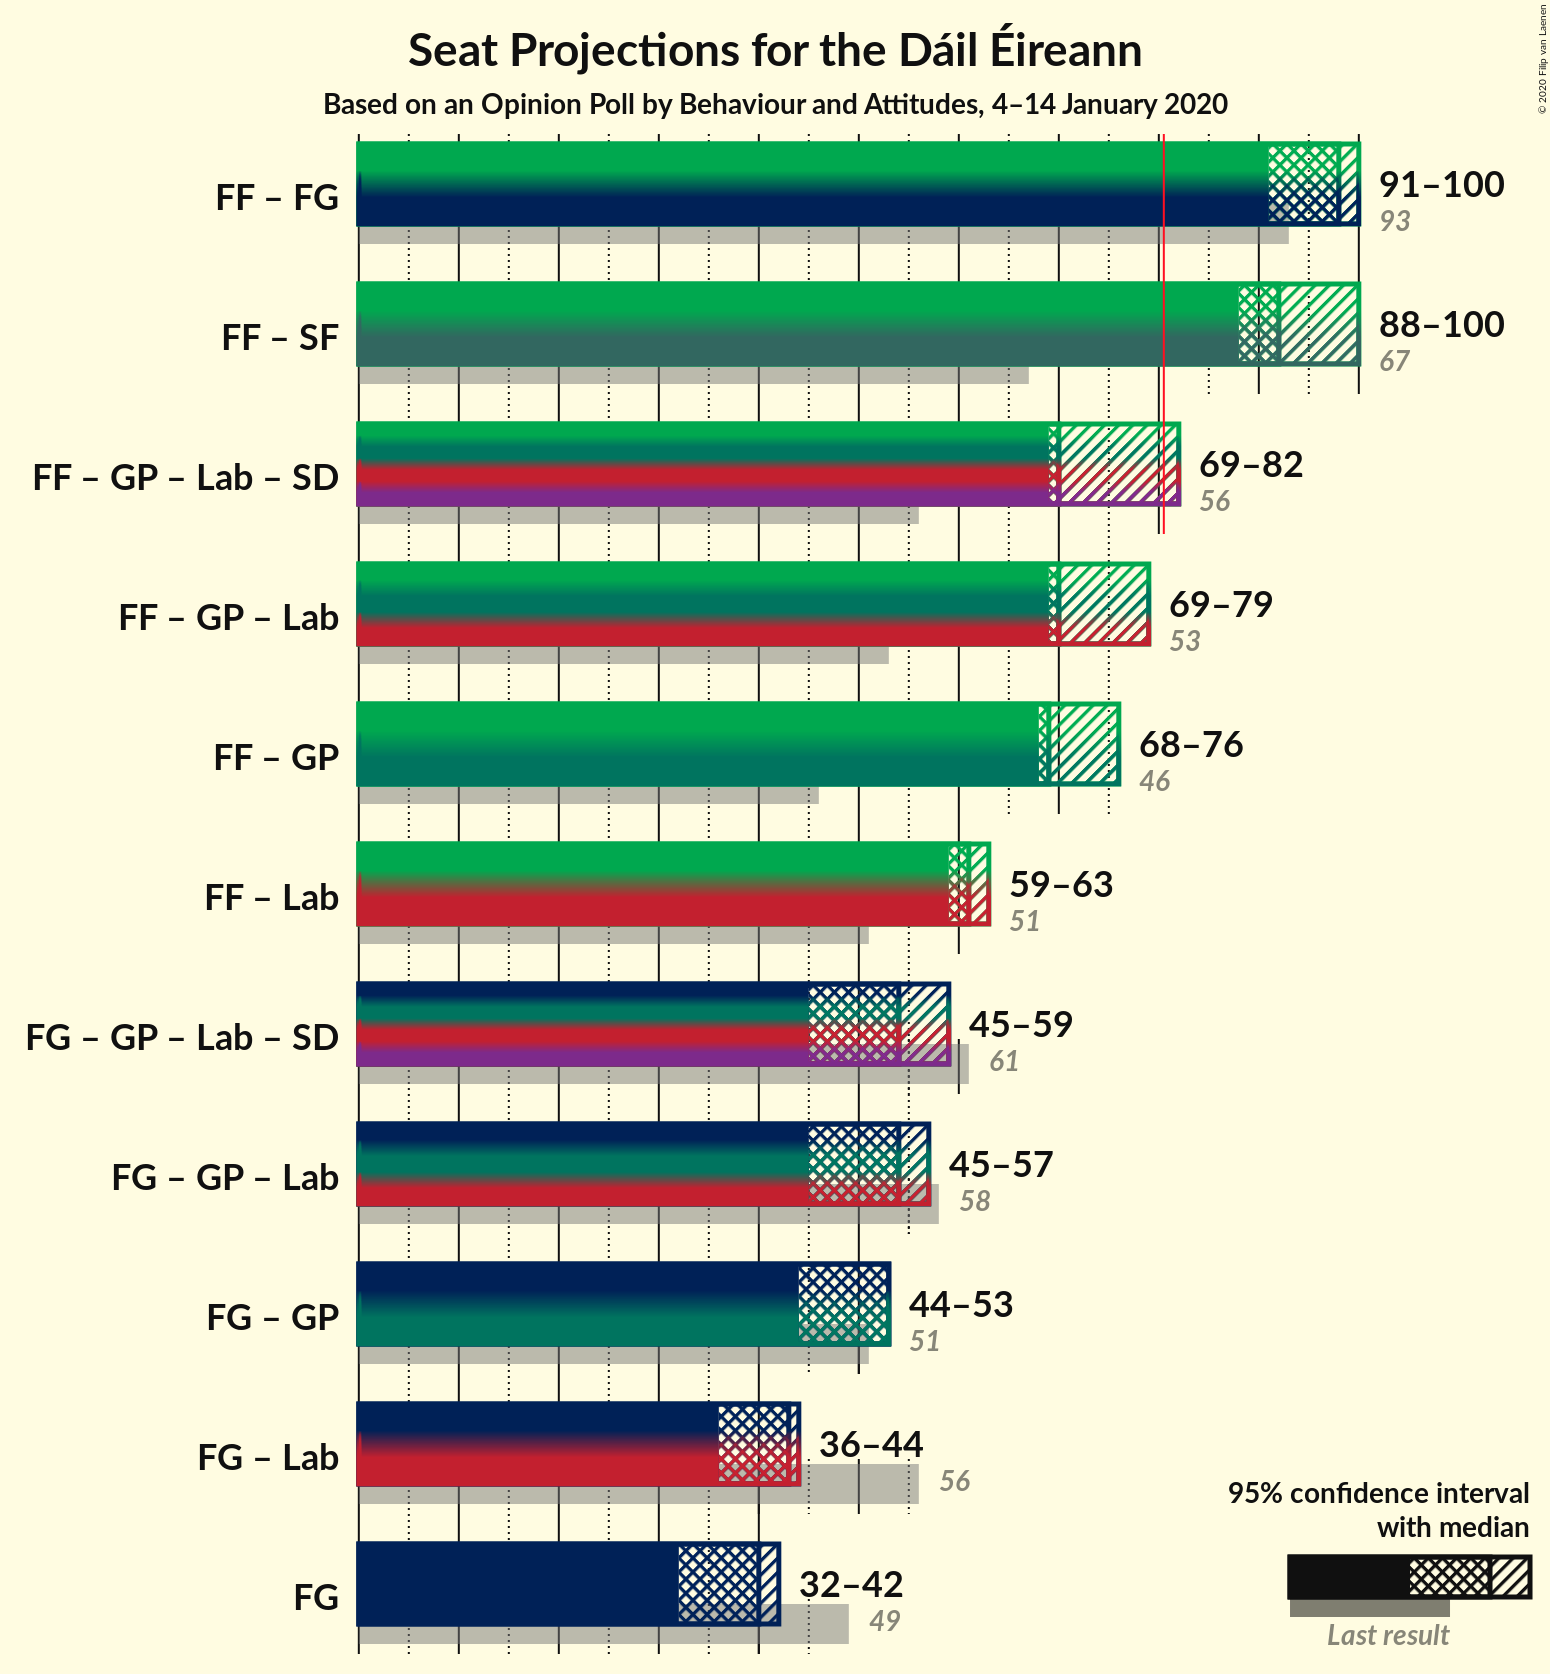 Seat Projections for the Dáil Éireann
Based on an Opinion Poll by Behaviour and Attitudes, 4–14 January 2020
© 2020 Filip van Laenen
FF – FG
91–100
93
FF – SF
88–100
67
FF – GP – Lab – SD
69–82
56
FF – GP – Lab
69–79
53
FF – GP
68–76
46
FF – Lab
59–63
51
FG – GP – Lab – SD
45–59
61
FG – GP – Lab
45–57
58
FG – GP
44–53
51
FG – Lab
36–44
56
FG
32–42
49
95% confidence interval
with median
Last result